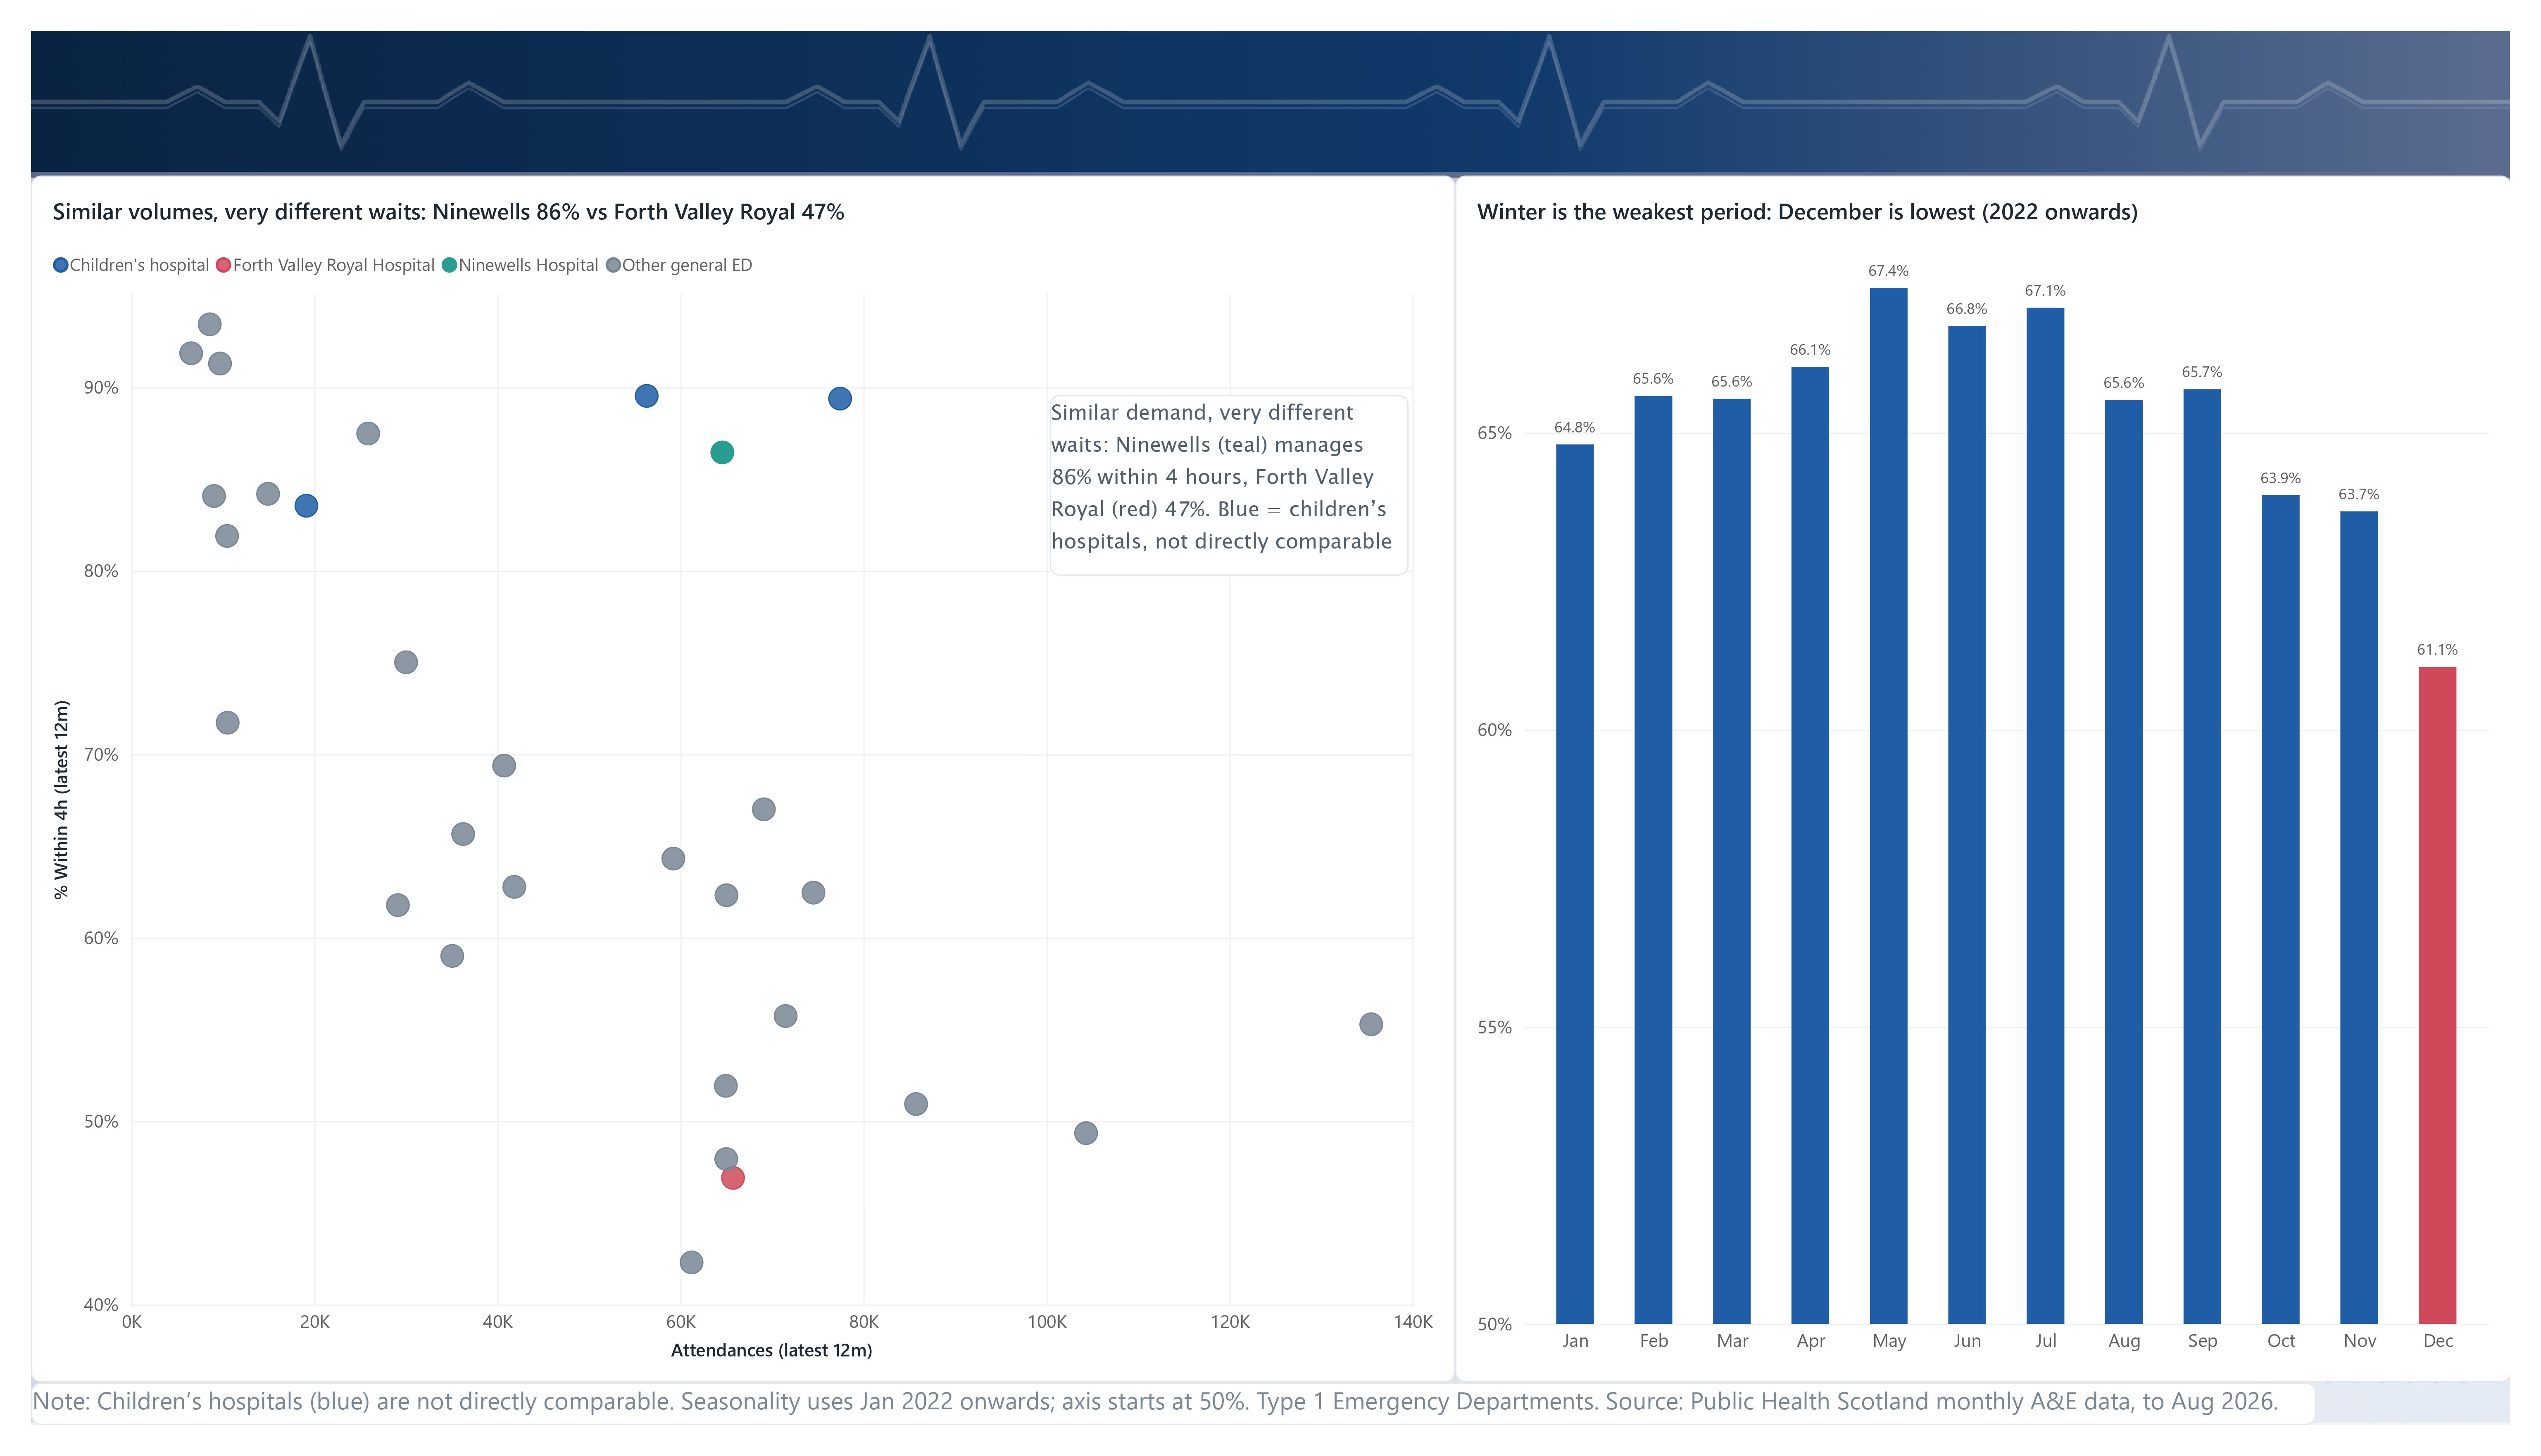 Similar volumes, very different waits: Ninewells 86% vs Forth Valley Royal 47%
Children's hospital Forth Valley Royal Hospital Ninewells Hospital Other general ED
90%
80%
70%
60%
50%
40%
% Within 4h (latest 12m)
0K 20K 40K 60K 80K 100K 120K 140K
Attendances (latest 12m)
Similar demand, very different
waits: Ninewells (teal) manages
86% within 4 hours, Forth Valley
Royal (red) 47%. Blue = children’s
hospitals, not directly comparable
Winter is the weakest period: December is lowest (2022 onwards)
65%
60%
55%
50%
64.8% 65.6% 65.6% 66.1% 67.4% 66.8% 67.1% 65.6% 65.7% 63.9% 63.7% 61.1%
Jan Feb Mar Apr May Jun Jul Aug Sep Oct Nov Dec
Note: Children’s hospitals (blue) are not directly comparable. Seasonality uses Jan 2022 onwards; axis starts at 50%. Type 1 Emergency Departments. Source: Public Health Scotland monthly A&E data, to Aug 2026.